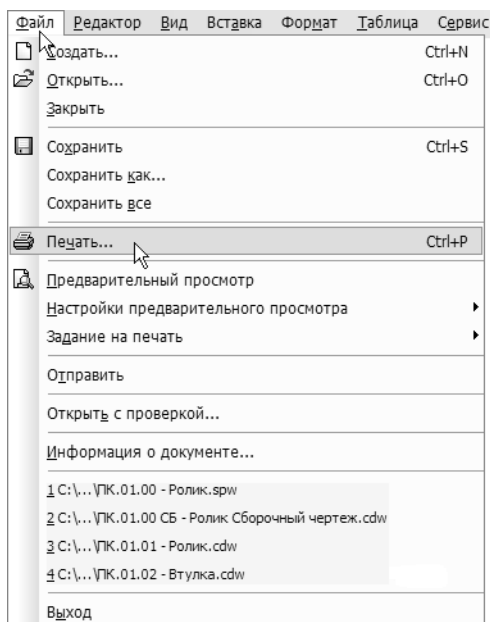 Файл Редактор Вид Вставка Формат Таблица Сервис
Создать... Ctrl+N
Открыть... Ctrl+O
Закрыть
Сохранить Ctrl+S
Сохранить как...
Сохранить все
Печать... Ctrl+P
Предварительный просмотр
Настройки предварительного просмотра
Задание на печать
Отправить
Открыть с проверкой...
Информация о документе...
1 C:\...\ПК.01.00 - Ролик.spw
2 C:\...\ПК.01.00 СБ - Ролик Сборочный чертеж.cdw
3 C:\...\ПК.01.01 - Ролик.cdw
4 C:\...\ПК.01.02 - Втулка.cdw
Выход